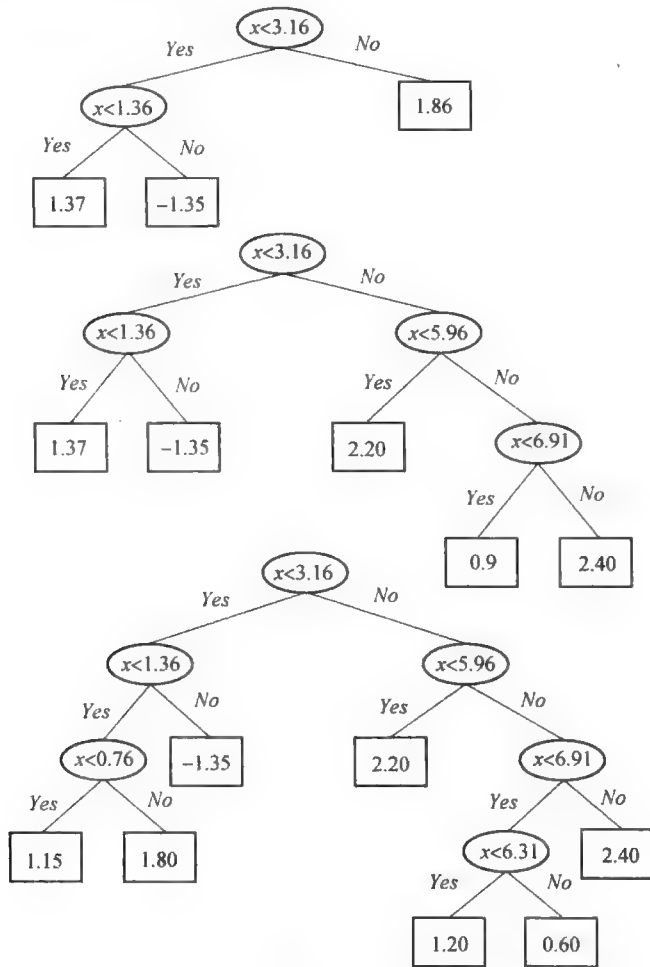 x<3.16
Yes No
x<1.36 1.86
Yes No
1.37 −1.35
x<3.16
Yes No
x<1.36 x<5.96
Yes No Yes No
1.37 −1.35 2.20 x<6.91
Yes No
0.9 2.40
x<3.16
Yes No
x<1.36 x<5.96
Yes No Yes No
x<0.76 −1.35 2.20 x<6.91
Yes No Yes No
1.15 1.80 x<6.31 2.40
Yes No
1.20 0.60